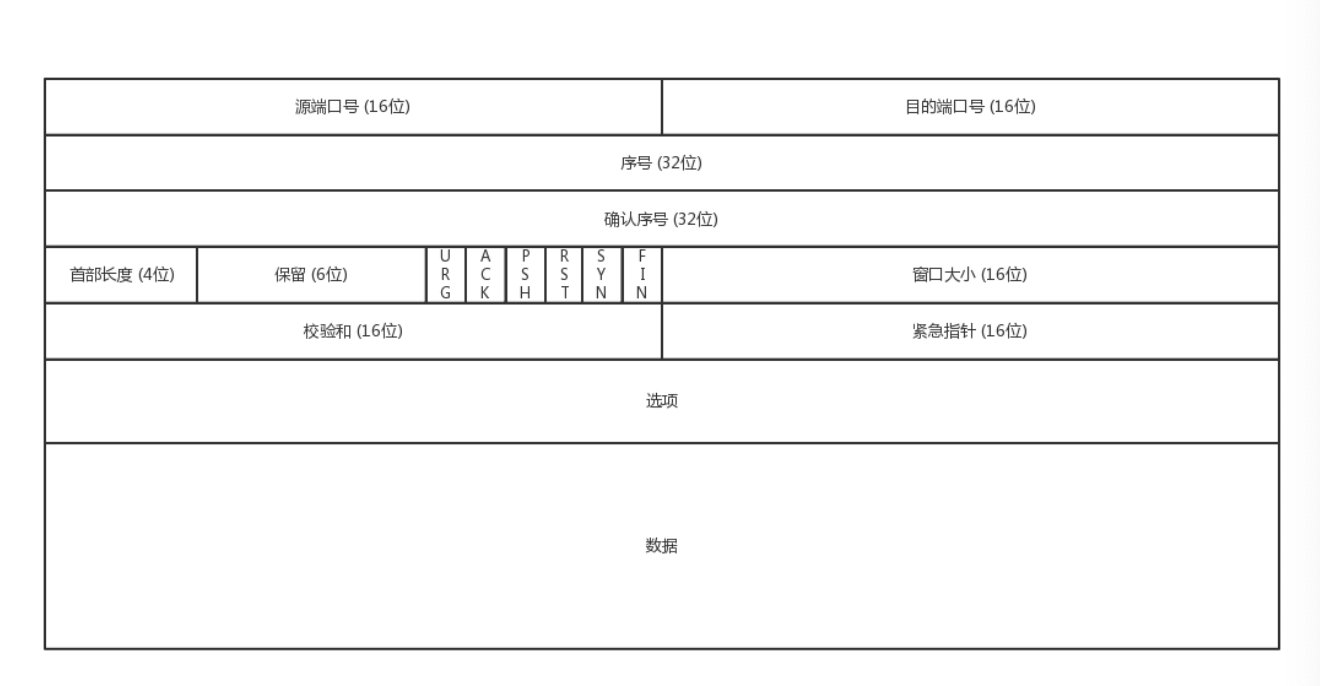 源端口号 (16位)
目的端口号 (16位)
序号 (32位)
确认序号 (32位)
首部长度 (4位)
保留 (6位)
URG
ACK
PSH
RST
SYN
FIN
窗口大小 (16位)
校验和 (16位)
紧急指针 (16位)
选项
数据